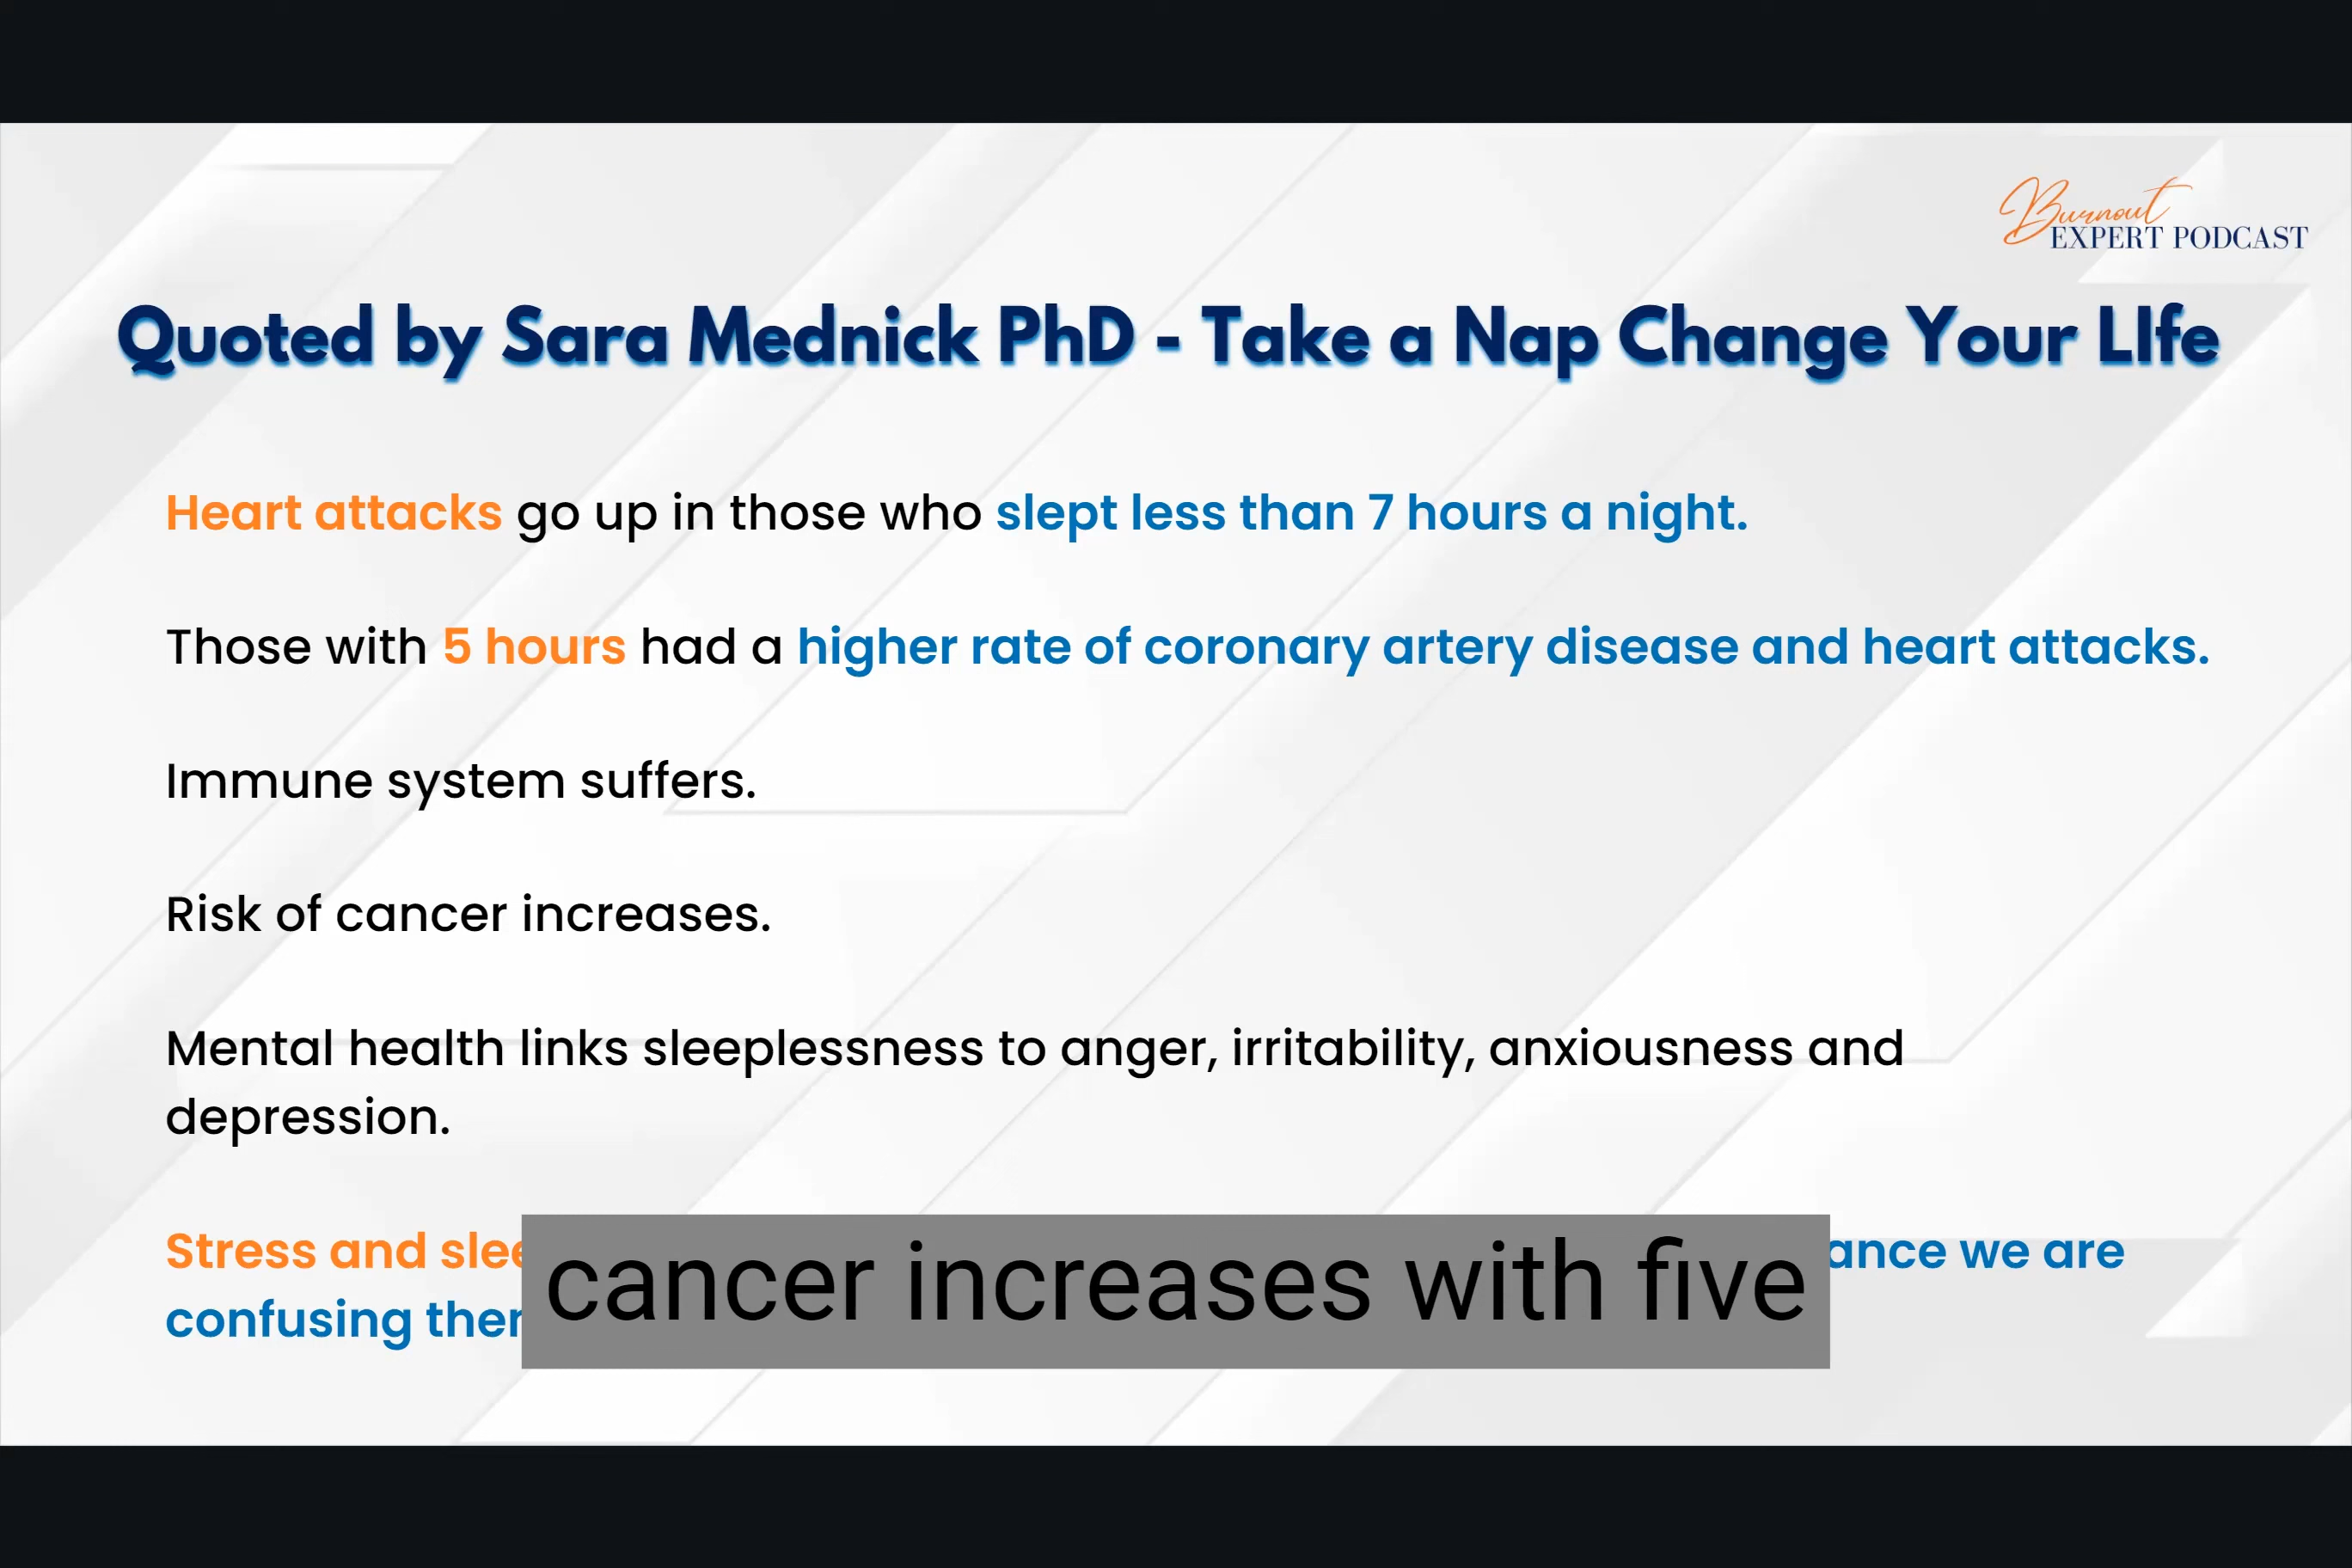 Burnout
EXPERT PODCAST
Quoted by Sara Mednick PhD - Take a Nap Change Your LIfe
Heart attacks go up in those who slept less than 7 hours a night.
Those with 5 hours had a higher rate of coronary artery disease and heart attacks.
Immune system suffers.
Risk of cancer increases.
Mental health links sleeplessness to anger, irritability, anxiousness and
depression.
Stress and we are
confusing
cancer increases with five